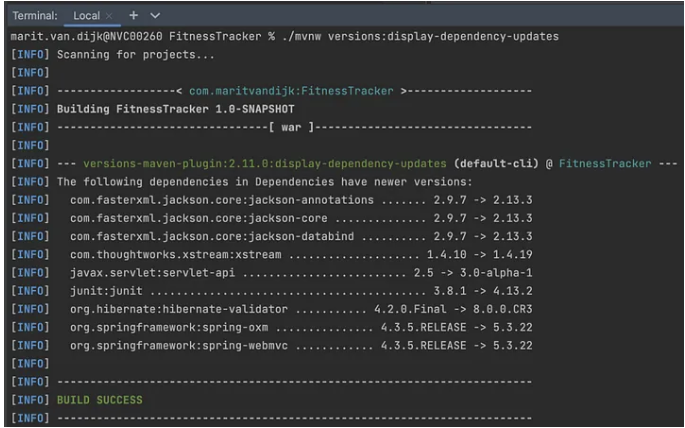 Terminal: Local × + ⌄
marit.van.dijk@NVC00260 FitnessTracker % ./mvnw versions:display-dependency-updates
[INFO] Scanning for projects...
[INFO]
[INFO] ------------------< com.maritvandijk:FitnessTracker >-------------------
[INFO] Building FitnessTracker 1.0-SNAPSHOT
[INFO] --------------------------------[ war ]---------------------------------
[INFO]
[INFO] --- versions-maven-plugin:2.11.0:display-dependency-updates (default-cli) @ FitnessTracker ---
[INFO] The following dependencies in Dependencies have newer versions:
[INFO]   com.fasterxml.jackson.core:jackson-annotations ....... 2.9.7 -> 2.13.3
[INFO]   com.fasterxml.jackson.core:jackson-core .............. 2.9.7 -> 2.13.3
[INFO]   com.fasterxml.jackson.core:jackson-databind .......... 2.9.7 -> 2.13.3
[INFO]   com.thoughtworks.xstream:xstream .................... 1.4.10 -> 1.4.19
[INFO]   javax.servlet:servlet-api ......................... 2.5 -> 3.0-alpha-1
[INFO]   junit:junit .......................................... 3.8.1 -> 4.13.2
[INFO]   org.hibernate:hibernate-validator ........... 4.2.0.Final -> 8.0.0.CR3
[INFO]   org.springframework:spring-oxm ............... 4.3.5.RELEASE -> 5.3.22
[INFO]   org.springframework:spring-webmvc ............ 4.3.5.RELEASE -> 5.3.22
[INFO]
[INFO] ------------------------------------------------------------------------
[INFO] BUILD SUCCESS
[INFO] ------------------------------------------------------------------------